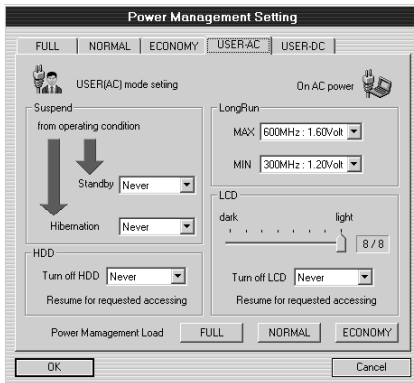 Power Management Setting
FULL NORMAL ECONOMY USER-AC USER-DC
USER(AC) mode setting
On AC power
Suspend
from operating condition
Standby Never
Hibernation Never
LongRun
MAX 600MHz : 1.60Volt
MIN 300MHz : 1.20Volt
LCD
dark light
8 / 8
Turn off LCD Never
Resume for requested accessing
HDD
Turn off HDD Never
Resume for requested accessing
Power Mamagement Load FULL NORMAL ECONOMY
OK Cancel